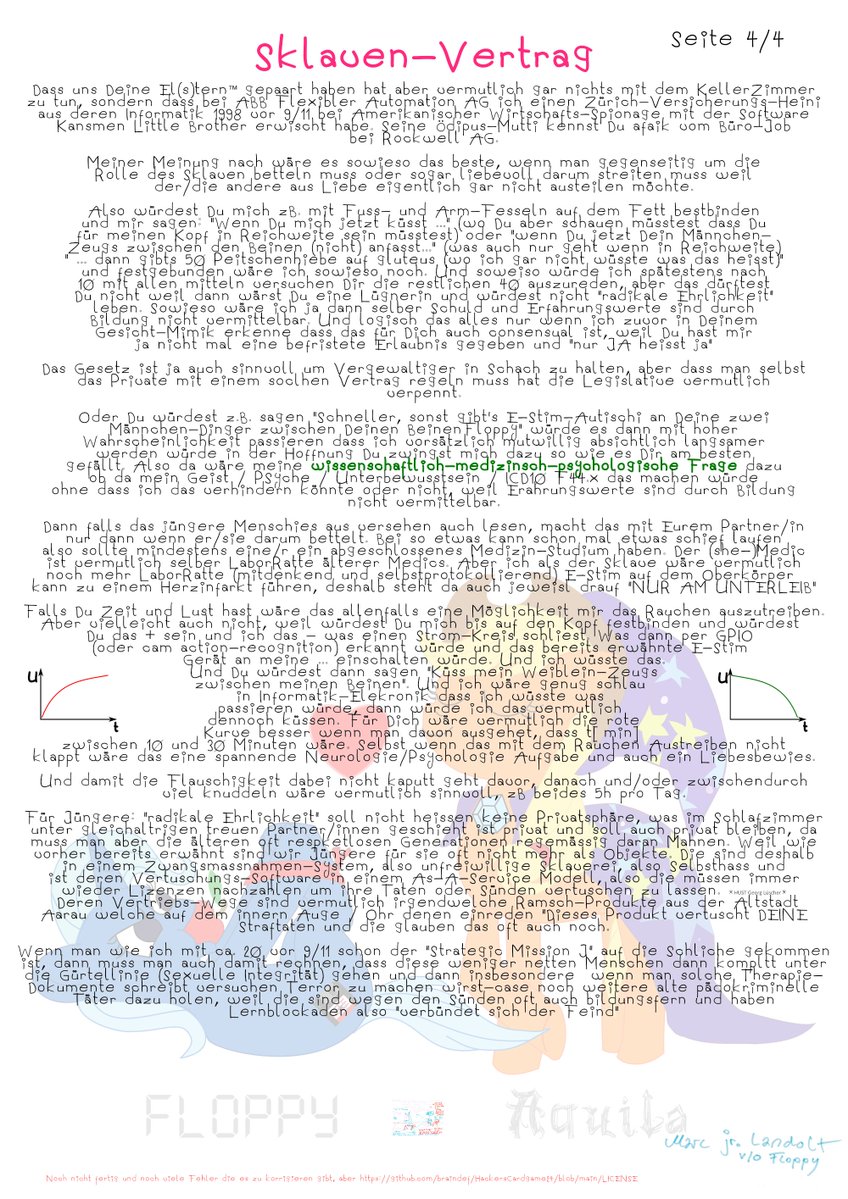 Seite 4/4
Sklaven-Vertrag
Dass uns Deine El(s)tern™ gepaart haben hat aber vermutlich gar nichts mit dem KellerZimmer
zu tun, sondern dass bei ABB Flexibler Automation AG ich einen Zürich-Versicherungs-Heini
aus deren Informatik 1998 vor 9/11 bei Amerikanischer Wirtschafts-Spionage mit der Software
Kansmen Little Brother erwischt habe. Seine Ödipus-Mutti kennst Du afaik vom Büro-Job
bei Rockwell AG.
Meiner Meinung nach wäre es sowieso das beste, wenn man gegenseitig um die
Rolle des Sklaven betteln muss oder sogar liebevoll darum streiten muss weil
der/die andere aus Liebe eigentlich gar nicht austeilen möchte.
Also würdest Du mich zB. mit Fuss- und Arm-Fesseln auf dem Fett bestbinden
und mir sagen: "Wenn Du mich jetzt küsst ..." (wo Du aber schauen müsstest dass Du
für meinen Kopf in Reichweite sein müsstest) oder "wenn Du jetzt Dein Männchen-
Zeugs zwischen den Beinen (nicht) anfasst..." (was auch nur geht wenn in Reichweite)
"... dann gibts 50 Peitschenhiebe auf gluteus (wo ich gar nicht wüsste was das heisst)"
und festgebunden wäre ich sowieso noch. Und soweiso würde ich spätestens nach
10 mit allen mitteln versuchen Dir die restlichen 40 auszureden, aber das dürftest
Du nicht weil dann wärst Du eine Lügnerin und würdest nicht "radikale Ehrlichkeit"
leben. Sowieso wäre ich ja dann selber Schuld und Erfahrungswerte sind durch
Bildung nicht vermittelbar. Und logisch das alles nur wenn ich zuvor in Deinem
Gesicht-Mimik erkenne dass das für Dich auch consensual ist, weil Du hast mir
ja nicht mal eine befristete Erlaubnis gegeben und "nur JA heisst ja"
Das Gesetz ist ja auch sinnvoll um Vergewaltiger in Schach zu halten, aber dass man selbst
das Private mit einem soclhen Vertrag regeln muss hat die Legislative vermutlich
verpennt.
Oder Du würdest z.B. sagen "Schneller, sonst gibt's E-Stim-Autischi an Deine zwei
Männchen-Dinger zwischen Deinen Beinen Floppy" würde es dann mit hoher
Wahrscheinlichkeit passieren dass ich vorsätzlich mutwillig absichtlich langsamer
werden würde in der Hoffnung Du zwingst mich dazu so wie es Dir am besten
gefällt. Also da wäre meine wissenschaftlich-medizinsch-psychologische Frage dazu
ob da mein Geist / PSyche / Unterbewusstsein / ICD10 F44.x das machen würde
ohne dass ich das verhindern könnte oder nicht, weil Erahrungswerte sind durch Bildung
nicht vermittelbar.
Dann falls das jüngere Menschies aus versehen auch lesen, macht das mit Eurem Partner/in
nur dann wenn er/sie darum bettelt. Bei so etwas kann schon mal etwas schief laufen
also sollte mindestens eine/r ein abgeschlossenes Medizin-Studium haben. Der (she-)Medic
ist vermutlich selber LaborRatte älterer Medics. Aber ich als der Sklave wäre vermutlich
noch mehr LaborRatte (mitdenkend und selbstprotokollierend) E-Stim auf dem Oberkörper
kann zu einem Herzinfarkt führen, deshalb steht da auch jeweils drauf "NUR AM UNTERLEIB"
Falls Du Zeit und Lust hast wäre das allenfalls eine Möglichkeit mir das Rauchen auszutreiben.
Aber vielleicht auch nicht, weil würdest Du mich bis auf den Kopf festbinden und würdest
Du das + sein und ich das - was einen Strom-Kreis schliest. Was dann per GPIO
(oder cam action-recognition) erkannt würde und das bereits erwähnte E-Stim
Gerät an meine ... einschalten würde. Und ich wüsste das.
Und Du würdest dann sagen "Küss mein Weiblein-Zeugs
zwischen meinen Beinen". Und ich wäre genug schlau
in Informatik-Elekronik dass ich wüsste was
passieren würde, dann würde ich das vermutlich
dennoch küssen. Für Dich wäre vermutlich die rote
Kurve besser wenn man davon ausgehet, dass t [min]
zwischen 10 und 30 Minuten wäre. Selbst wenn das mit dem Rauchen Austreiben nicht
klappt wäre das eine spannende Neurologie/Psychologie Aufgabe und auch ein Liebesbewies.
U
t
U
t
Und damit die Flauschigkeit dabei nicht kaputt geht davor, danach und/oder zwischendurch
viel knuddeln wäre vermutlich sinnvoll, zB beides 5h pro Tag.
Für Jüngere: "radikale Ehrlichkeit" soll nicht heissen keine Privatsphäre, was im Schlafzimmer
unter gleichaltrigen treuen Partner/innen geschieht ist privat und soll auch privat bleiben, da
muss man aber die älteren oft respektlosen Generationen regemässig daran Mahnen. Weil wie
vorher bereits erwähnt sind wir Jüngere für sie oft nicht mehr als Objekte Die sind deshalb
in einem Zwangsmassnamen-System, also unfreiwillige Sklaverei, also Selbsthass und
ist deren Vertuschungs-Software in einem As-A-Servipe Modell, also die müssen immer
wieder Lizenzen nachzahlen um ihre Taten oder Sünden vertuschen zu lassen.
Deren Vertriebs-Wege sind vermutlich irgendwelche Ramsch-Produkte aus der Altstadt
Aarau welche auf dem innern Auge / Ohr denen einreden "Dieses Produkt vertuscht DEINE
Straftaten und die glauben das oft auch noch.
Wenn man wie ich mit ca. 20 vor 9/11 schon der "Strategic Mission J" auf die Schliche gekommen
ist, dann muss man auch damit rechnen, dass diese weniger netten Menschen dann kompltt unter
die Gürtellinie (Sexuelle Integrität) gehen und dann insbesondere wenn man solche Therapie-
Dokumente schreibt versuchen Terror zu machen wirst-case noch weitere alte pädokriminelle
Täter dazu holen, weil die sind wegen den Sünden oft auch bildungsfern und haben
Lernblockaden also "verbündet sich der Feind"
FLOPPY
Aquila
Marc jr. Landolt
v/o Floppy
Noch nicht fertig und noch viele Fehler die es zu korrigieren gibt, aber https://github.com/braindef/HackersCardgame1%/blob/main/LICENSE